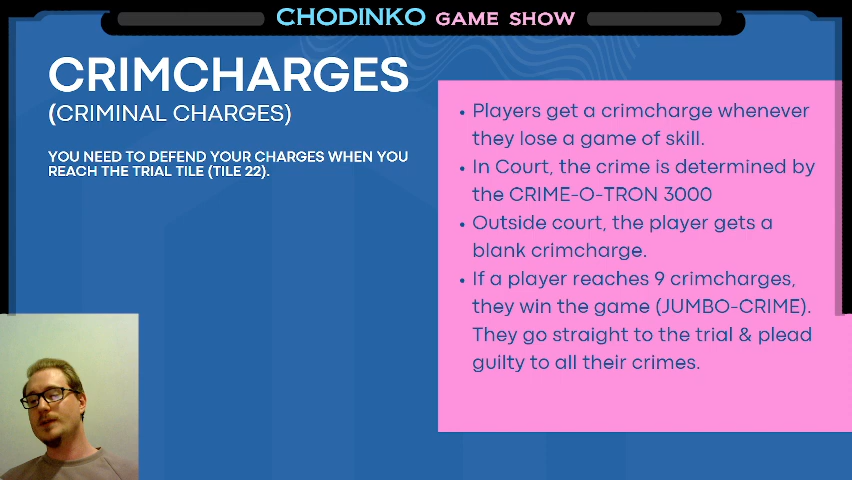 CHODINKO GAME SHOW
CRIMCHARGES
(CRIMINAL CHARGES)
YOU NEED TO DEFEND YOUR CHARGES WHEN YOU
REACH THE TRIAL TILE (TILE 22).
• Players get a crimcharge whenever
they lose a game of skill.
• In Court, the crime is determined by
the CRIME-O-TRON 3000
• Outside court, the player gets a
blank crimcharge.
• If a player reaches 9 crimcharges,
they win the game (JUMBO-CRIME).
They go straight to the trial & plead
guilty to all their crimes.